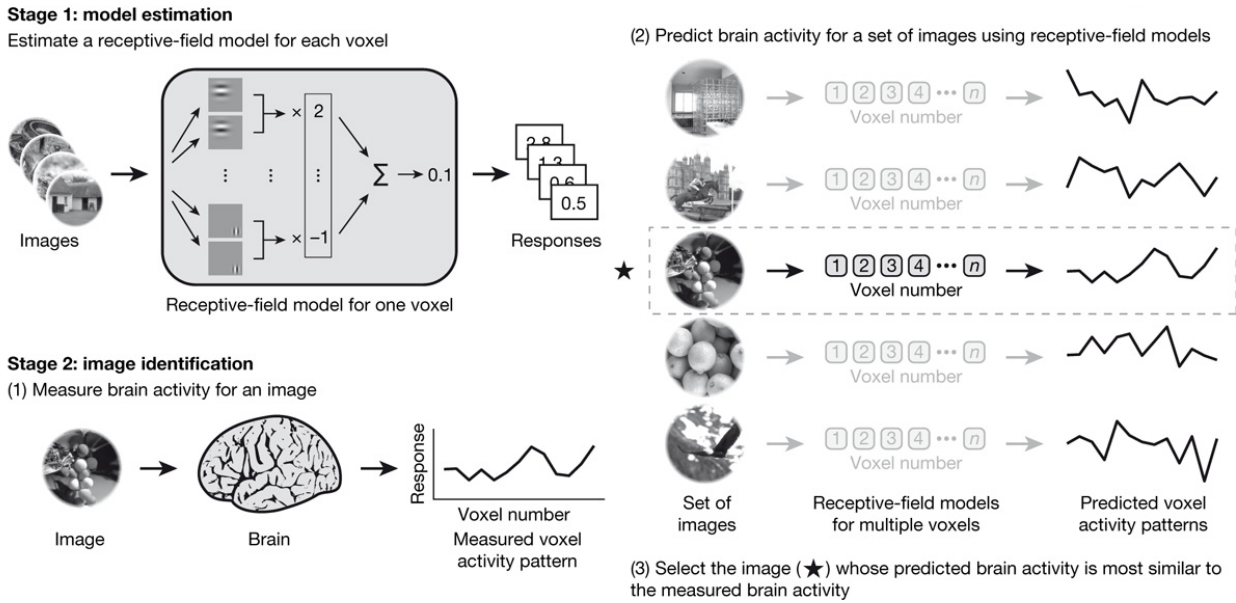 Stage 1: model estimation
Estimate a receptive-field model for each voxel
× 2
Σ
0.1
× −1
2.8
1.3
0.6
0.5
Images
Responses
Receptive-field model for one voxel
Stage 2: image identification
(1) Measure brain activity for an image
Response
Voxel number
Image
Brain
Measured voxel
activity pattern
(2) Predict brain activity for a set of images using receptive-field models
1 2 3 4 ••• n
Voxel number
1 2 3 4 ••• n
Voxel number
★
1 2 3 4 ••• n
Voxel number
1 2 3 4 ••• n
Voxel number
1 2 3 4 ••• n
Voxel number
Set of
images
Receptive-field models
for multiple voxels
Predicted voxel
activity patterns
(3) Select the image (★) whose predicted brain activity is most similar to
the measured brain activity